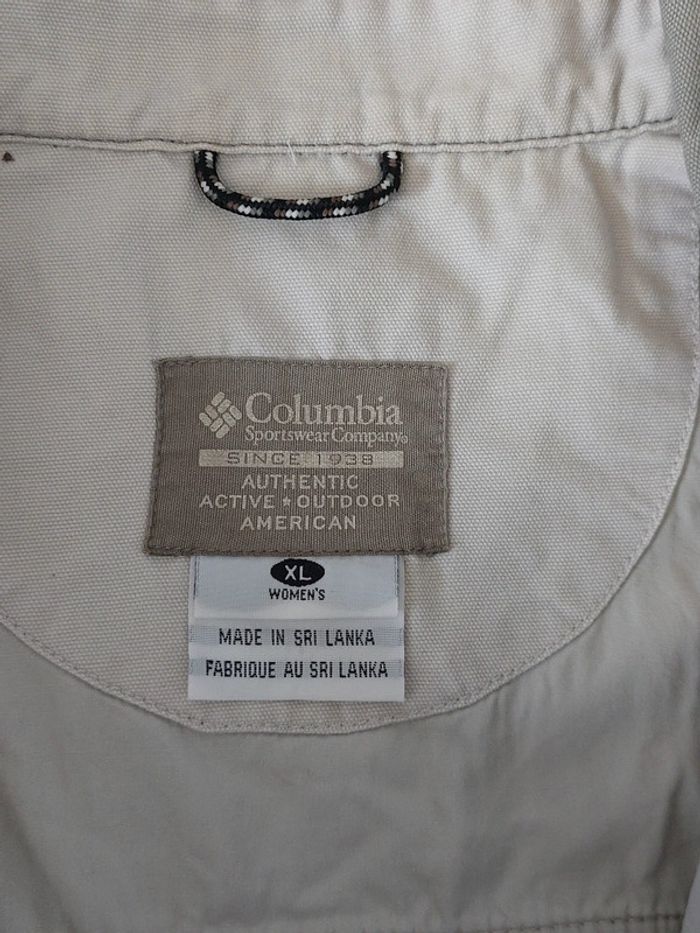 Columbia
Sportswear Company®
SINCE 1938
AUTHENTIC
ACTIVE ★ OUTDOOR
AMERICAN
XL
WOMEN'S
MADE IN SRI LANKA
FABRIQUE AU SRI LANKA